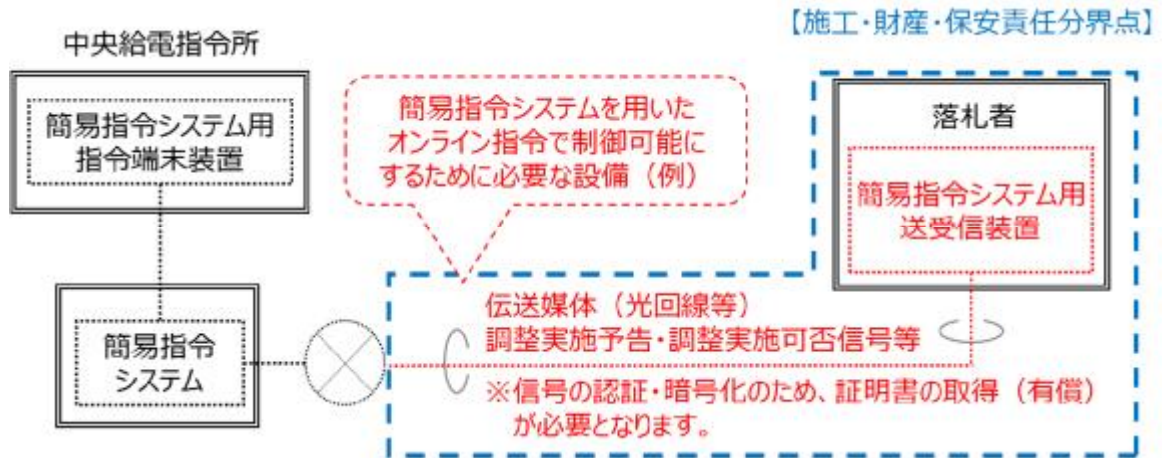 【施工・財産・保安責任分界点】
中央給電指令所
簡易指令システム用
指令端末装置
簡易指令システムを用いた
オンライン指令で制御可能に
するために必要な設備（例）
落札者
簡易指令システム用
送受信装置
簡易指令
システム
伝送媒体（光回線等）
調整実施予告・調整実施可否信号等
※信号の認証・暗号化のため、証明書の取得（有償）
が必要となります。